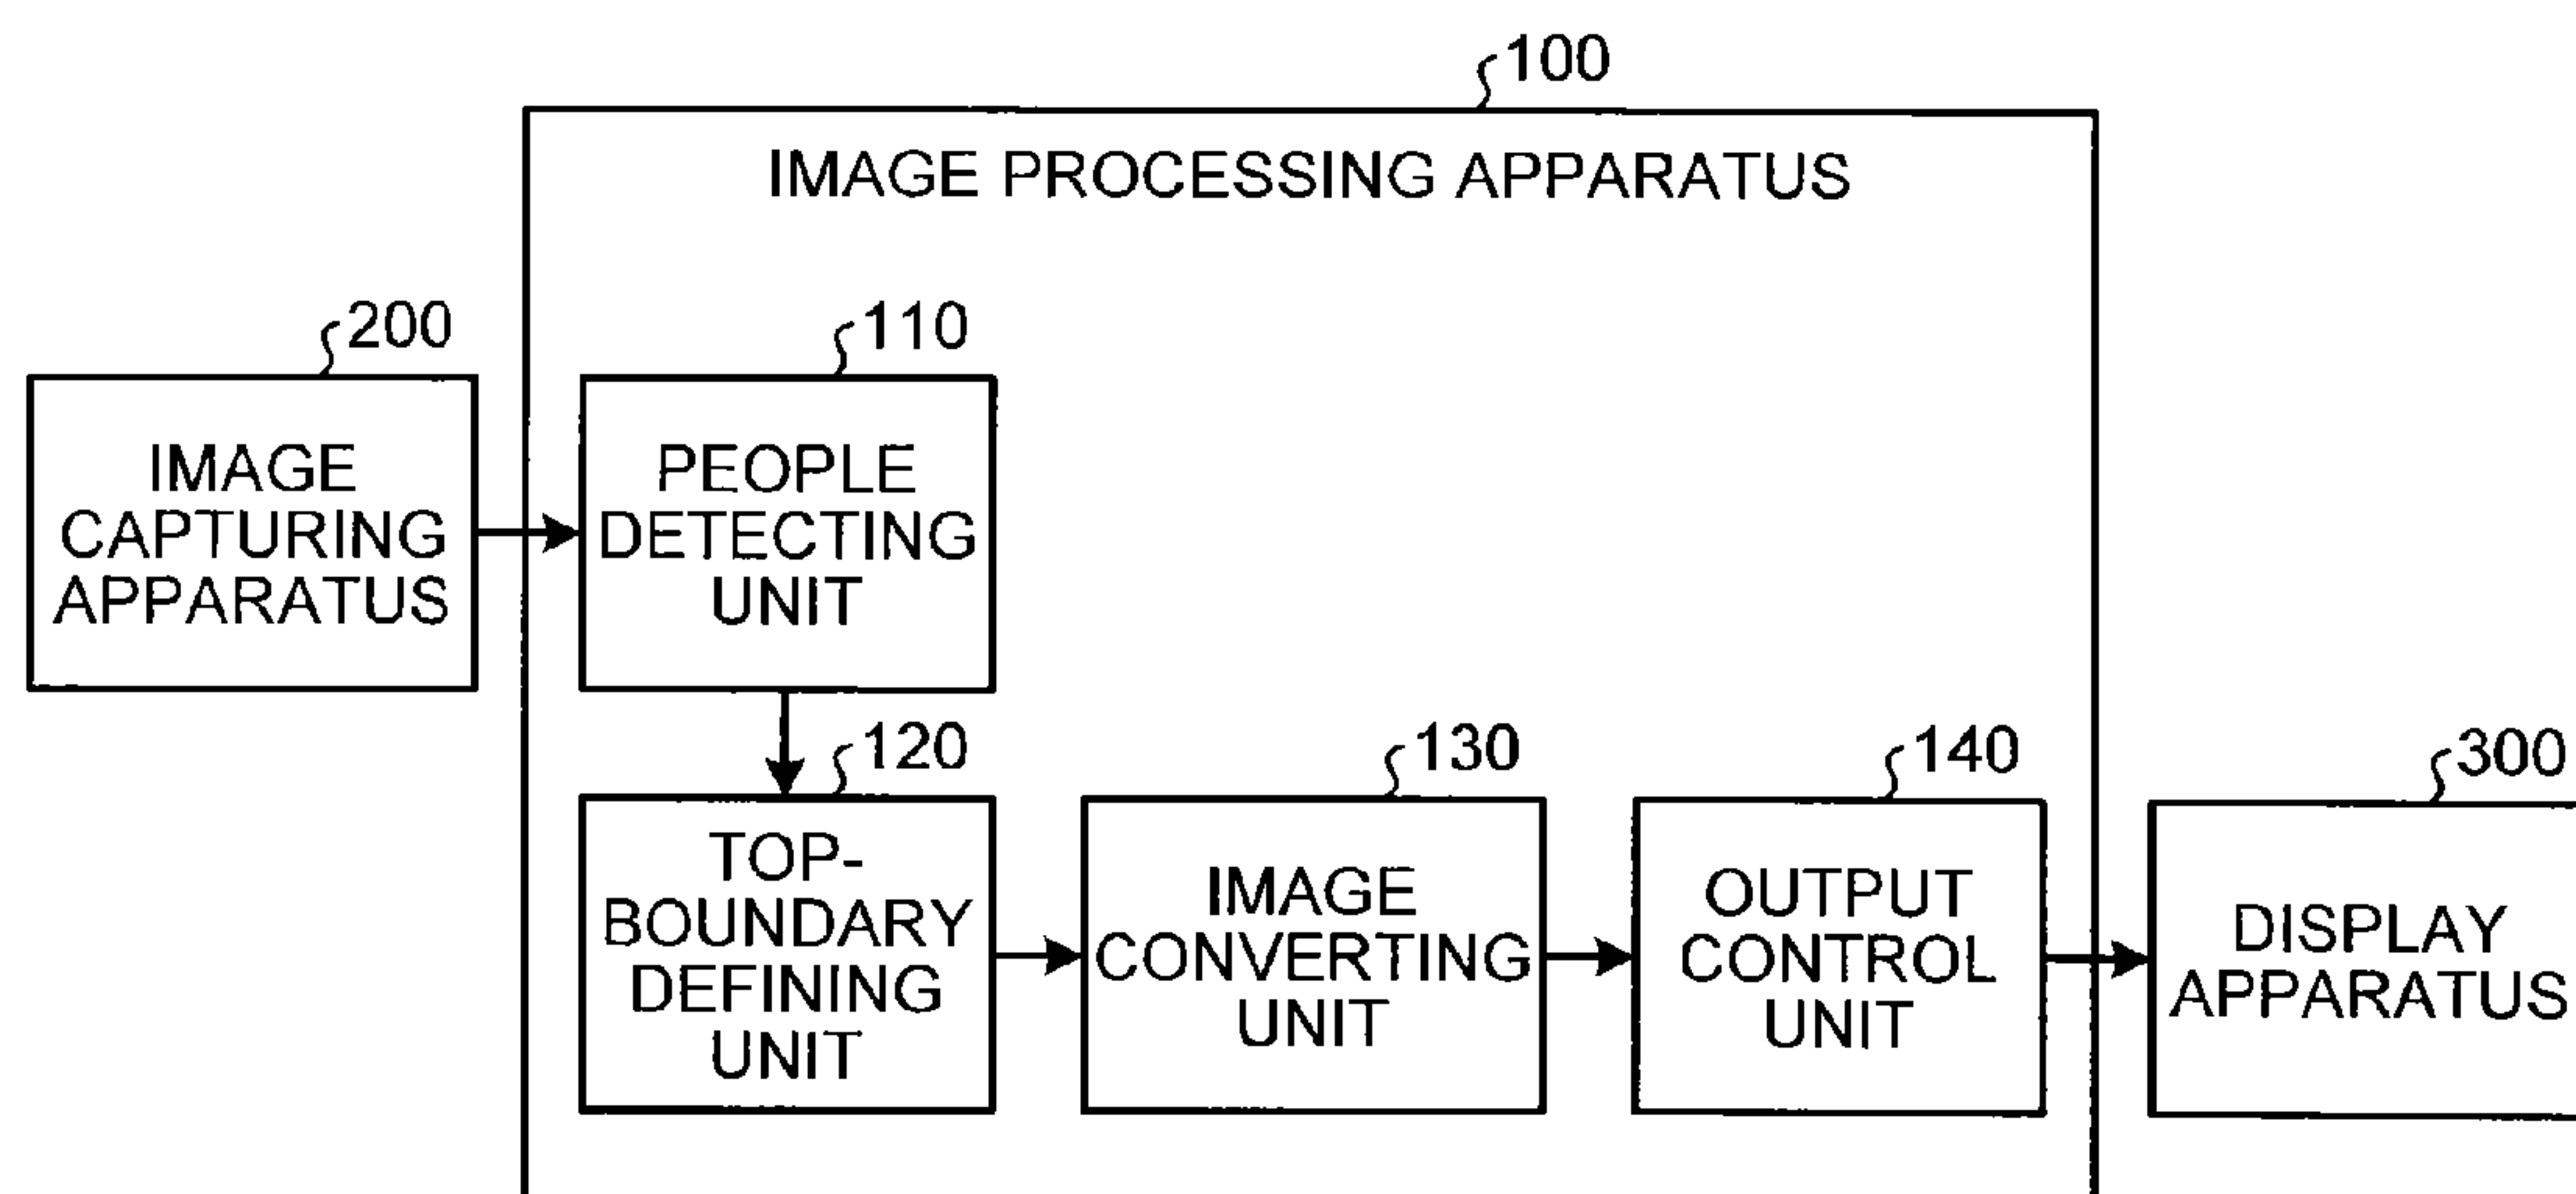 100
IMAGE PROCESSING APPARATUS
200
110
IMAGE
CAPTURING
APPARATUS
PEOPLE
DETECTING
UNIT
120
130
140
300
TOP-
BOUNDARY
DEFINING
UNIT
IMAGE
CONVERTING
UNIT
OUTPUT
CONTROL
UNIT
DISPLAY
APPARATUS